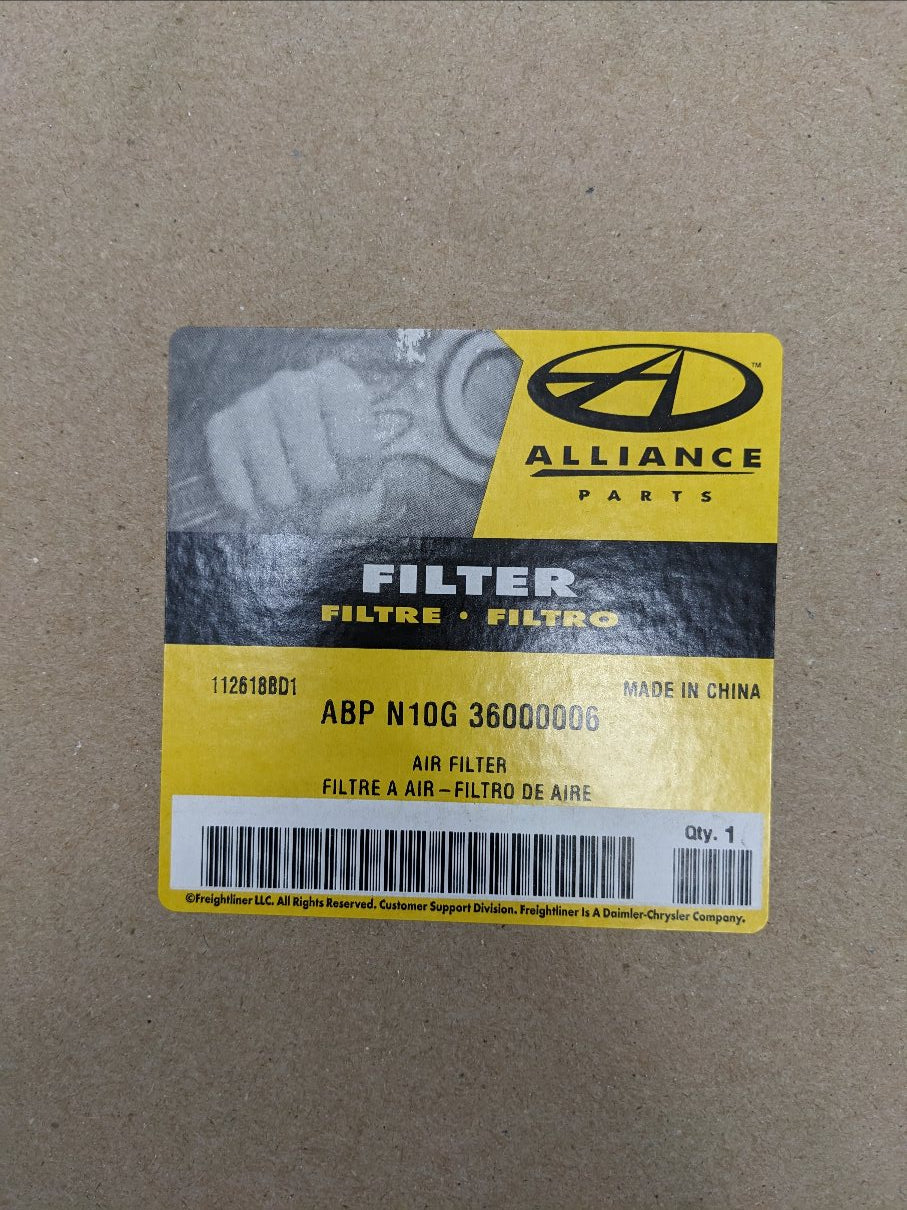 TM
ALLIANCE
PARTS
FILTER
FILTRE • FILTRO
112618BD1
MADE IN CHINA
ABP N10G 36000006
AIR FILTER
FILTRE A AIR – FILTRO DE AIRE
Qty. 1
©Freightliner LLC. All Rights Reserved. Customer Support Division. Freightliner Is A Daimler-Chrysler Company.